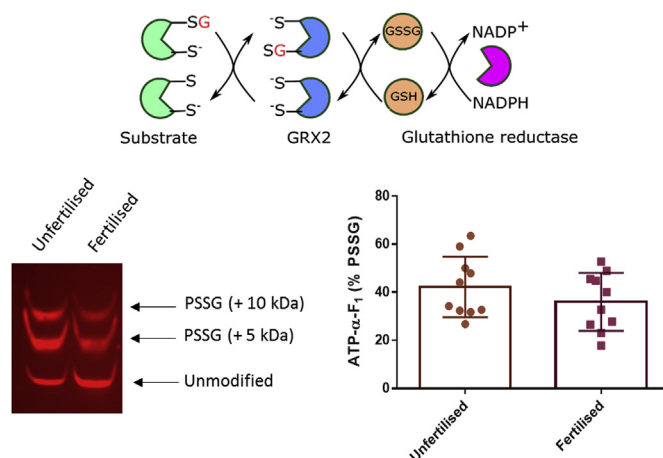 -SG
-S-
S
-S-
-S
SG
-S
-S
GSSG
GSH
NADP+
NADPH
Substrate
GRX2
Glutathione reductase
Unfertilised
Fertilised
PSSG (+ 10 kDa)
PSSG (+ 5 kDa)
Unmodified
ATP-α-F1 (% PSSG)
80
60
40
20
0
Unfertilised
Fertilised